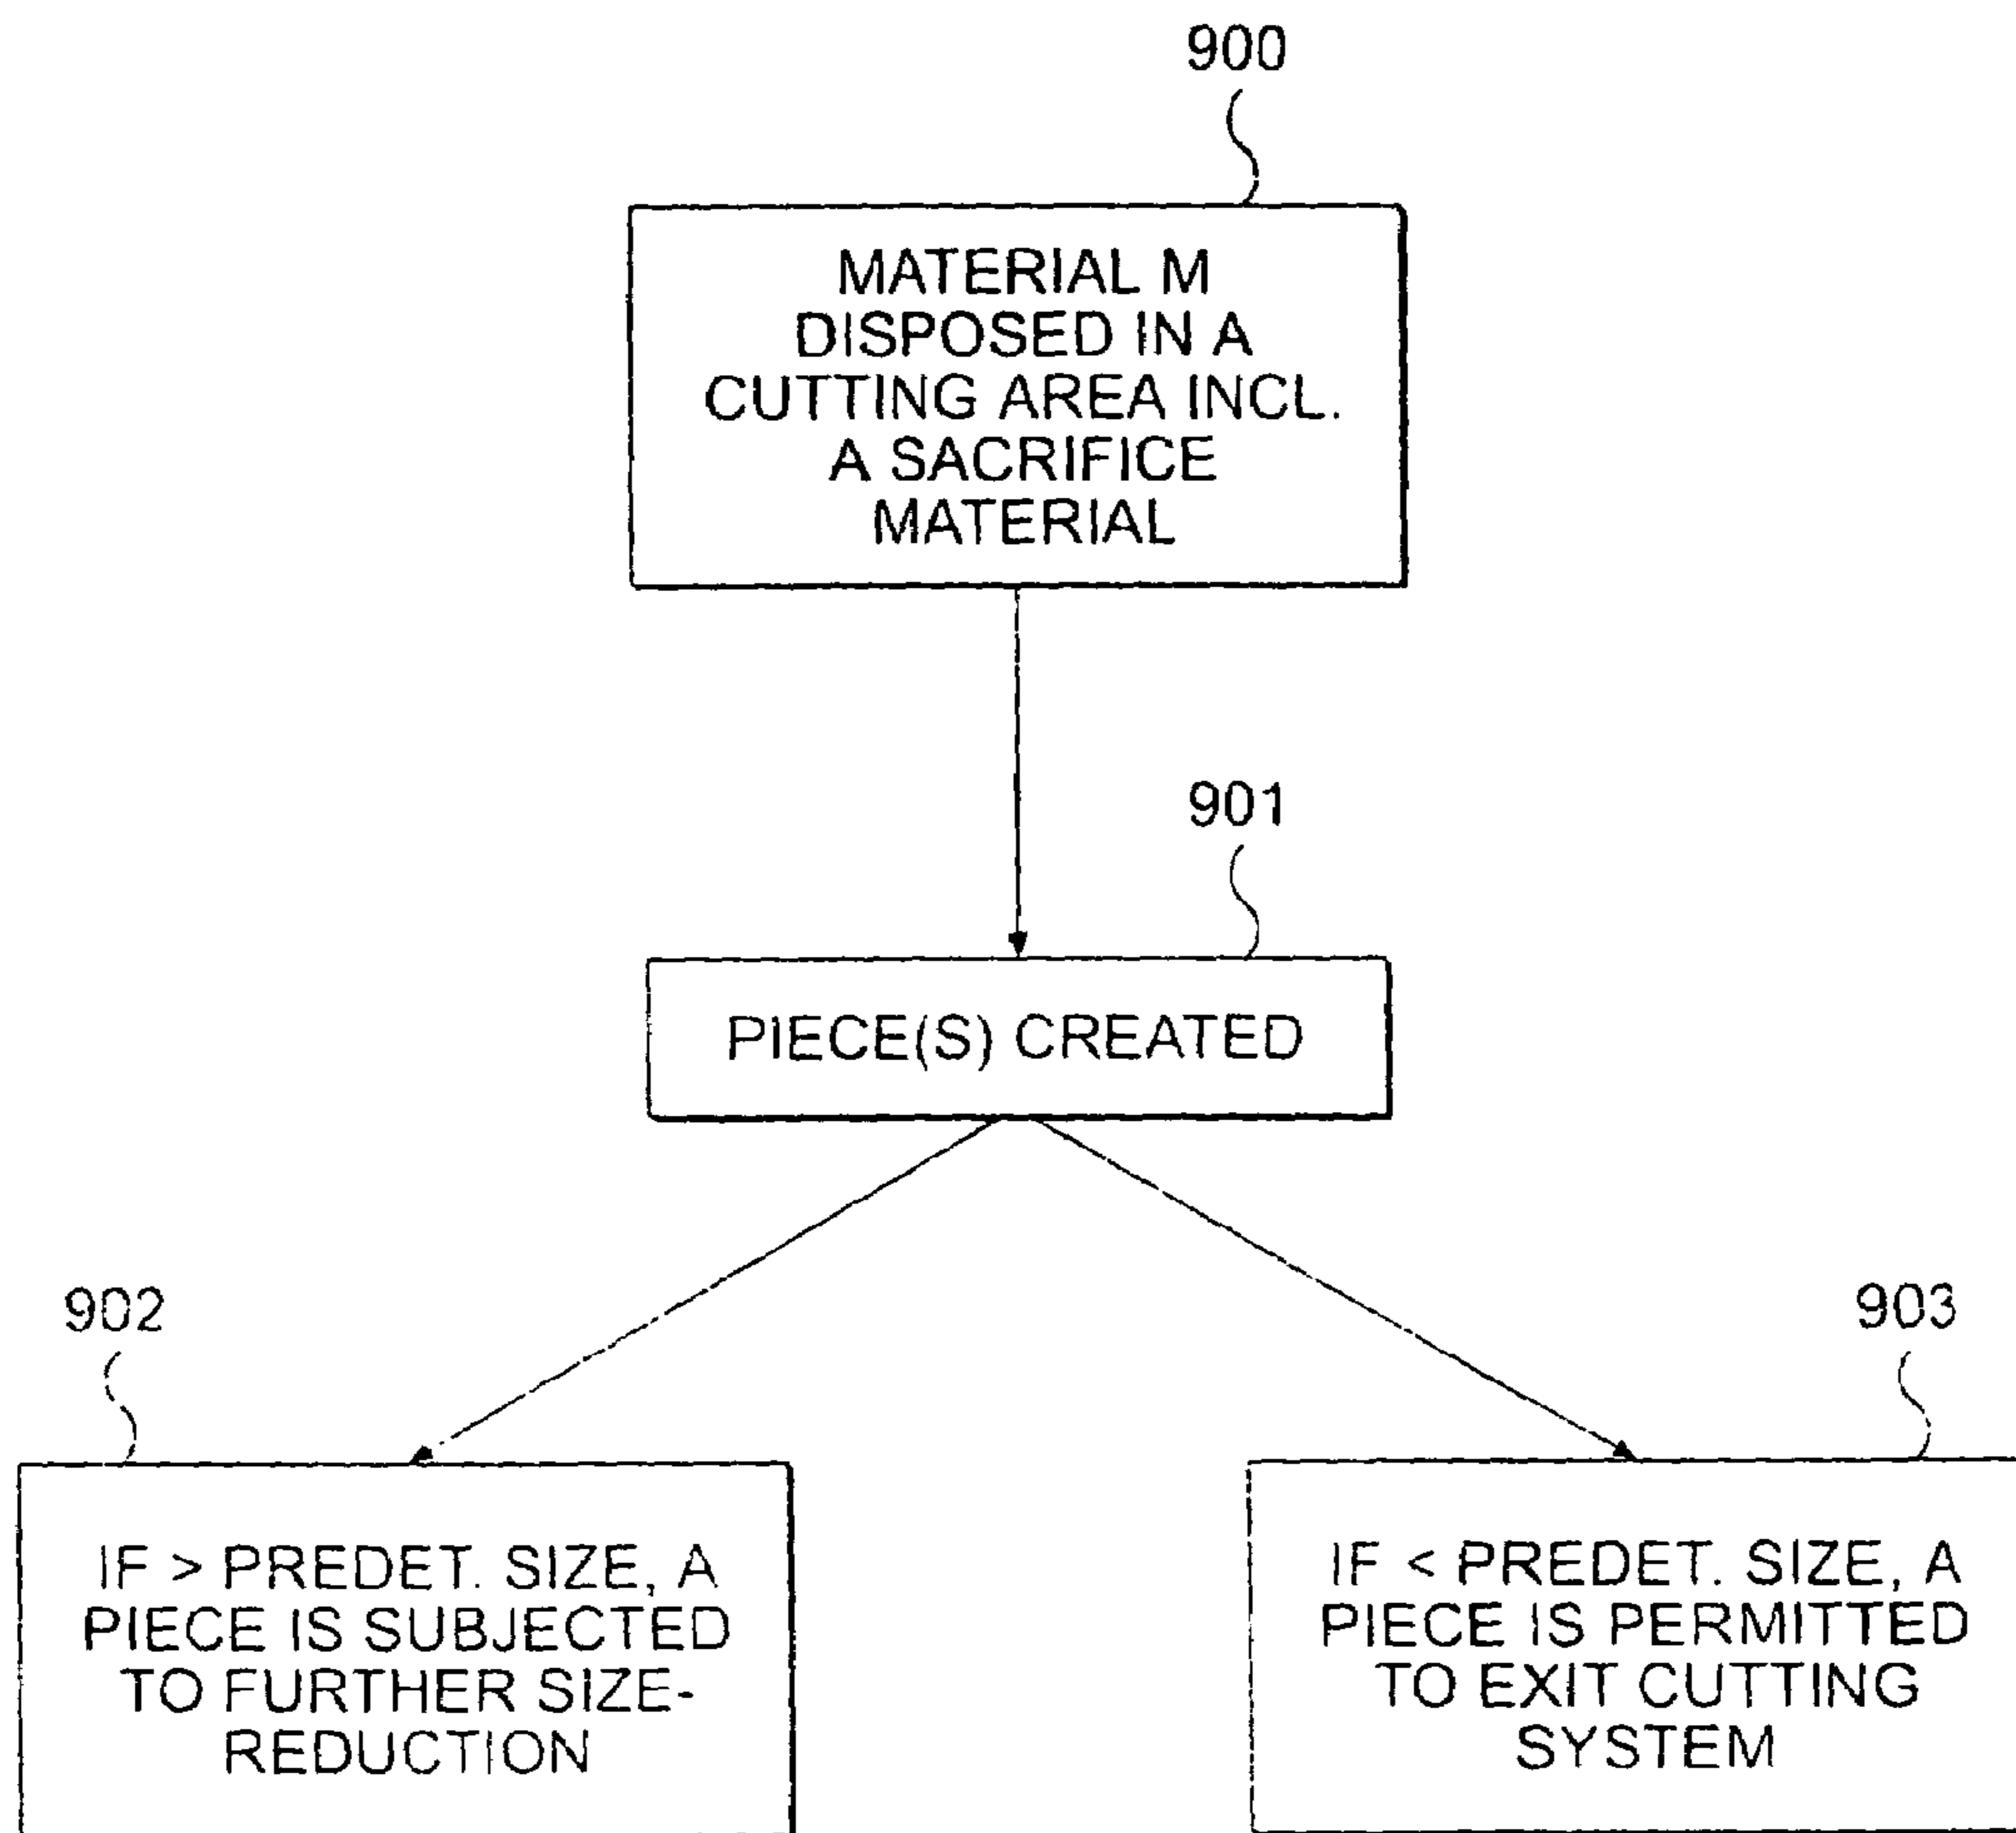 900
MATERIAL M
DISPOSED IN A
CUTTING AREA INCL.
A SACRIFICE
MATERIAL
901
PIECE(S) CREATED
902
IF > PREDET. SIZE, A
PIECE IS SUBJECTED
TO FURTHER SIZE-
REDUCTION
903
IF < PREDET. SIZE, A
PIECE IS PERMITTED
TO EXIT CUTTING
SYSTEM